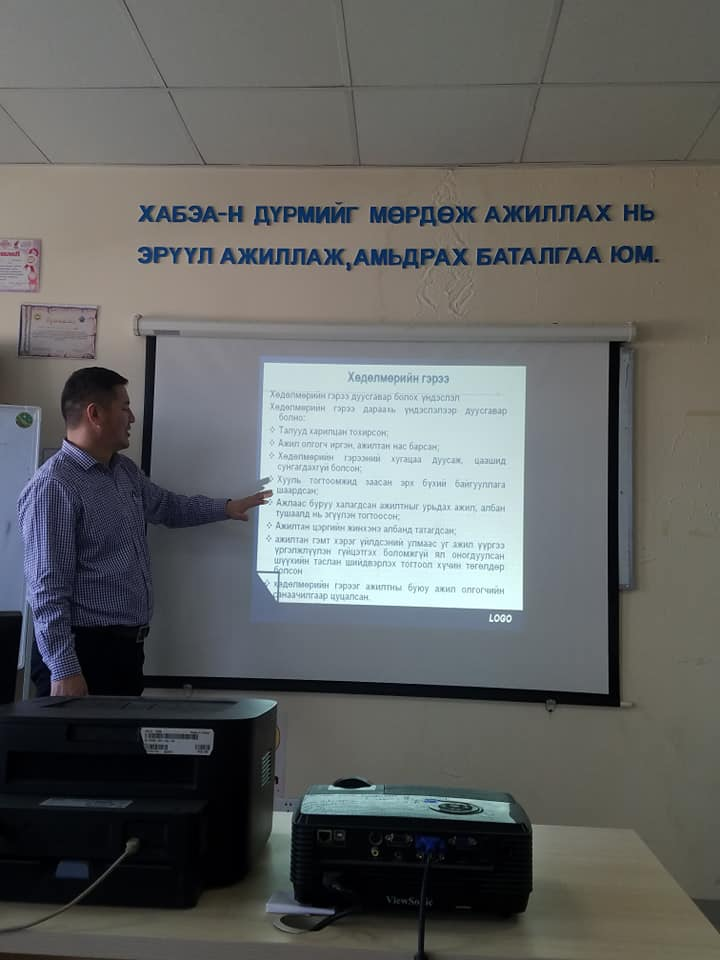 ХАБЭА-Н ДҮРМИЙГ МӨРДӨЖ АЖИЛЛАХ НЬ
ЭРҮҮЛ АЖИЛЛАЖ,АМЬДРАХ БАТАЛГАА ЮМ.
Хөдөлмөрийн гэрээ
Хөдөлмөрийн гэрээ дуусгавар болох үндэслэл
Хөдөлмөрийн гэрээ дараахь үндэслэлээр дуусгавар
болно:
Талууд харилцан тохирсон;
Ажил олгогч иргэн, ажилтан нас барсан;
Хөдөлмөрийн гэрээний хугацаа дуусаж, цаашид
сунгагдахгүй болсон;
Хууль тогтоомжид заасан эрх бүхий байгууллага
шаардсан;
Ажлаас буруу халагдсан ажилтныг урьдах ажил, албан
тушаалд нь эгүүлэн тогтоосон;
Ажилтан цэргийн жинхэнэ албанд татагдсан;
ажилтан гэмт хэрэг үйлдсэний улмаас уг ажил үүргээ
үргэлжлүүлэн гүйцэтгэх боломжгүй ял оногдуулсан
шүүхийн таслан шийдвэрлэх тогтоол хүчин төгөлдөр
болсон
хөдөлмөрийн гэрээг ажилтны буюу ажил олгогчийн
санаачилгаар цуцалсан.
LOGO
ViewSonic